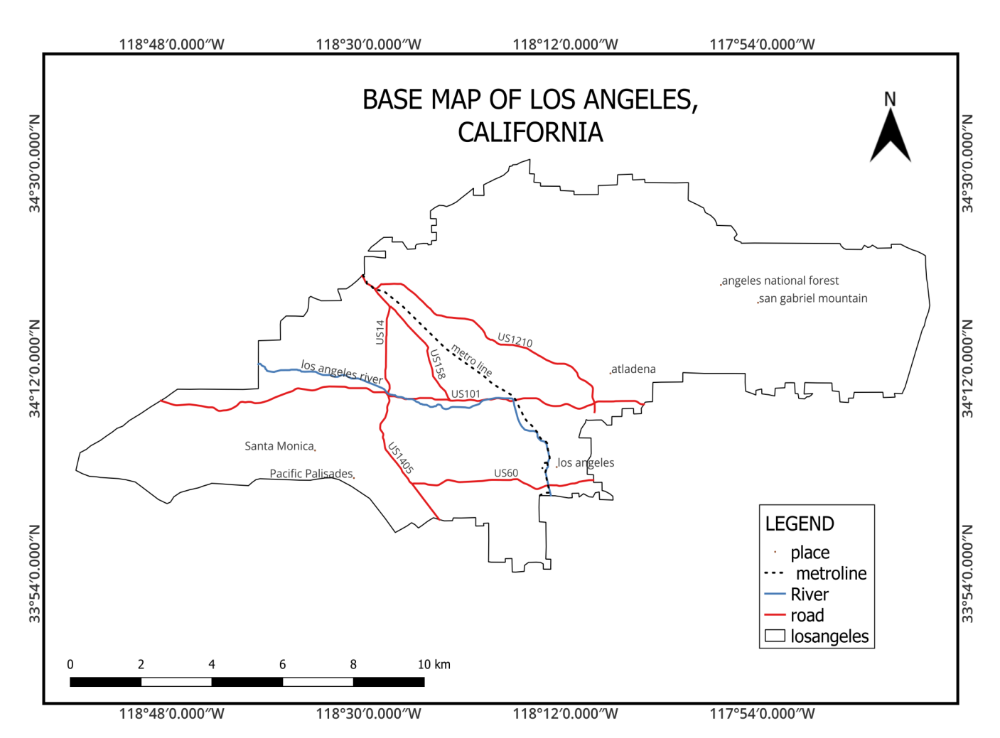 118°48′0.000″W 118°30′0.000″W 118°12′0.000″W 117°54′0.000″W
BASE MAP OF LOS ANGELES,
CALIFORNIA
N
34°30′0.000″N
34°30′0.000″N
angeles national forest
san gabriel mountain
US14
US1210
metro line
US158
los angeles river
atladena
34°12′0.000″N
34°12′0.000″N
US101
Santa Monica
US1405
los angeles
Pacific Palisades
US60
33°54′0.000″N
33°54′0.000″N
LEGEND
place
metroline
River
road
losangeles
0 2 4 6 8 10 km
118°48′0.000″W 118°30′0.000″W 118°12′0.000″W 117°54′0.000″W